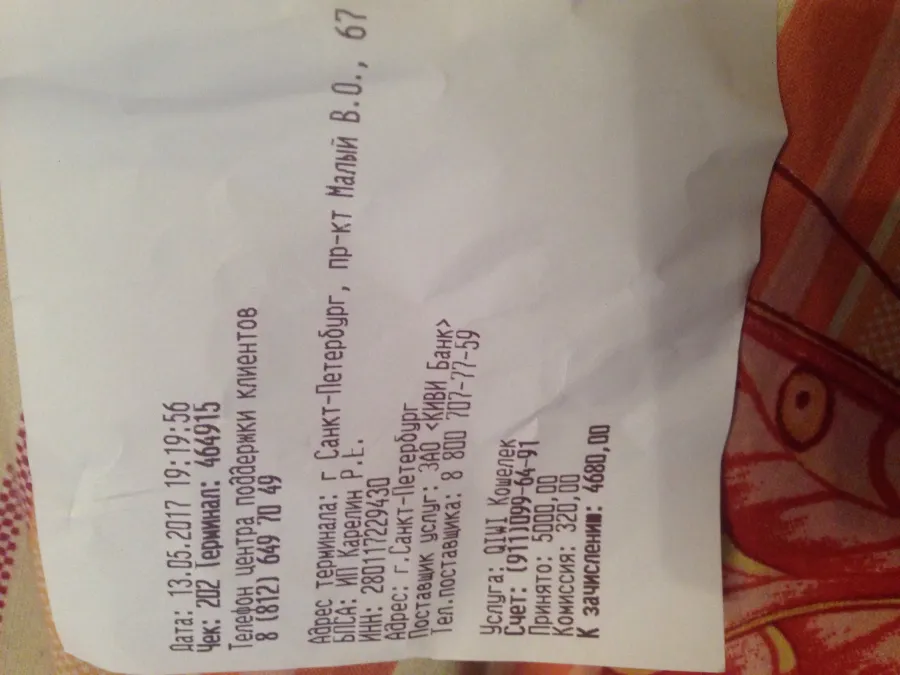 Дата: 13.05.2017 19:19:56
Чек: 202 Терминал: 464915
Телефон центра поддержки клиентов
8 (812) 649 70 49
Адрес терминала: г Санкт-Петербург, пр-кт Малый В.О., 67
БПСА: ИП Карелин Р.Е.
ИНН: 280117229430
Адрес: г.Санкт-Петербург
Поставщик услуг: ЗАО <КИВИ Банк>
Тел.поставщика: 8 800 707-77-59
Услуга: QIWI Кошелек
Счет: (911)099-64-91
Принято: 5000,00
Комиссия: 320,00
К зачислению: 4680,00